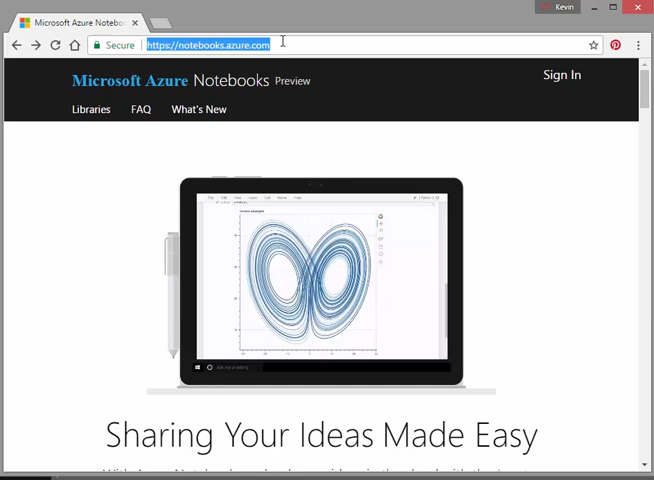 Kevin
Microsoft Azure Noteboo
Secure
https://notebooks.azure.com
Microsoft Azure Notebooks Preview
Sign In
Libraries
FAQ
What's New
Sharing Your Ideas Made Easy